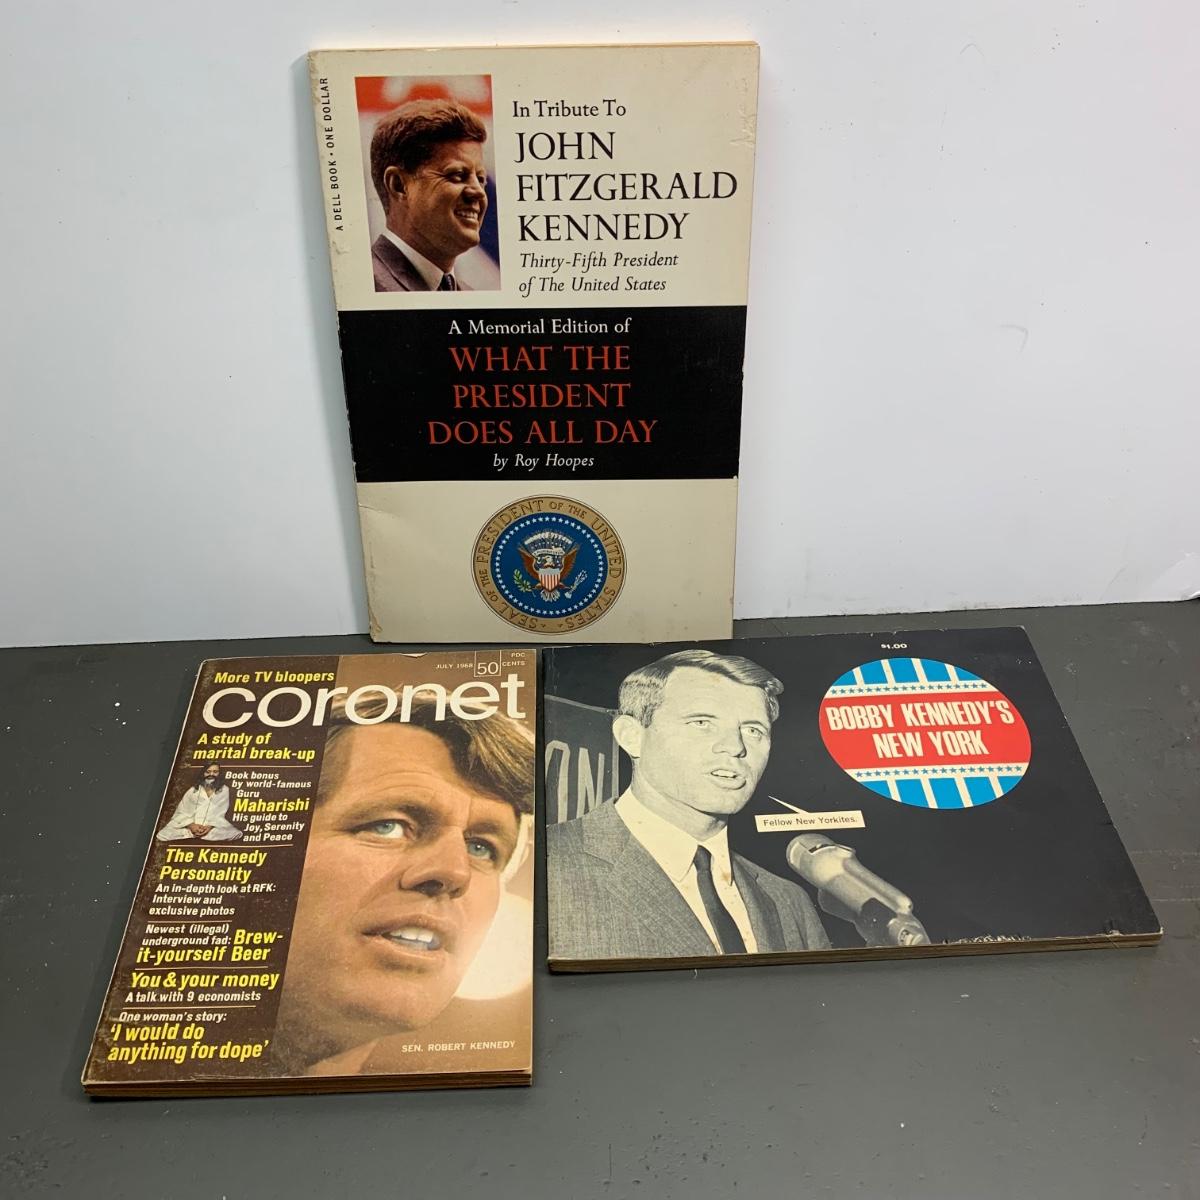 A DELL BOOK • ONE DOLLAR
In Tribute To
JOHN
FITZGERALD
KENNEDY
Thirty-Fifth President
of The United States
A Memorial Edition of
WHAT THE
PRESIDENT
DOES ALL DAY
by Roy Hoopes
SEAL OF THE PRESIDENT OF THE UNITED STATES
More TV bloopers
JULY 1968
50
PDC
CENTS
coronet
A study of
marital break-up
Book bonus
by world-famous
Guru
Maharishi
His guide to
Joy, Serenity
and Peace
The Kennedy
Personality
An in-depth look at RFK:
Interview and
exclusive photos
Newest (illegal)
underground fad: Brew-
it-yourself Beer
You & your money
A talk with 9 economists
One woman's story:
'I would do
anything for dope'
SEN. ROBERT KENNEDY
$1.00
BOBBY KENNEDY'S
NEW YORK
Fellow New Yorkites.
ON